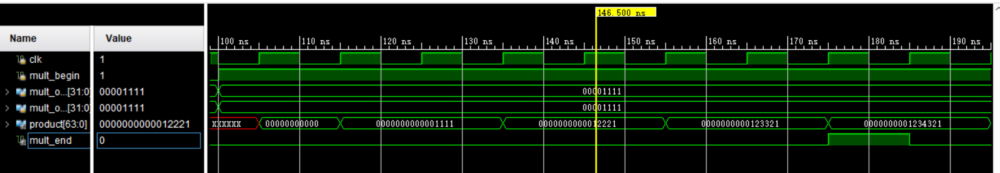 146.500 ns
Name Value
100 ns 110 ns 120 ns 130 ns 140 ns 150 ns 160 ns 170 ns 180 ns 190 ns
clk 1
mult_begin 1
mult_o...[31:0] 00001111 00001111
mult_o...[31:0] 00001111 00001111
product[63:0] 0000000000012221 XXXXXX 00000000000 0000000000001111 0000000000012221 0000000000123321 0000000001234321
mult_end 0